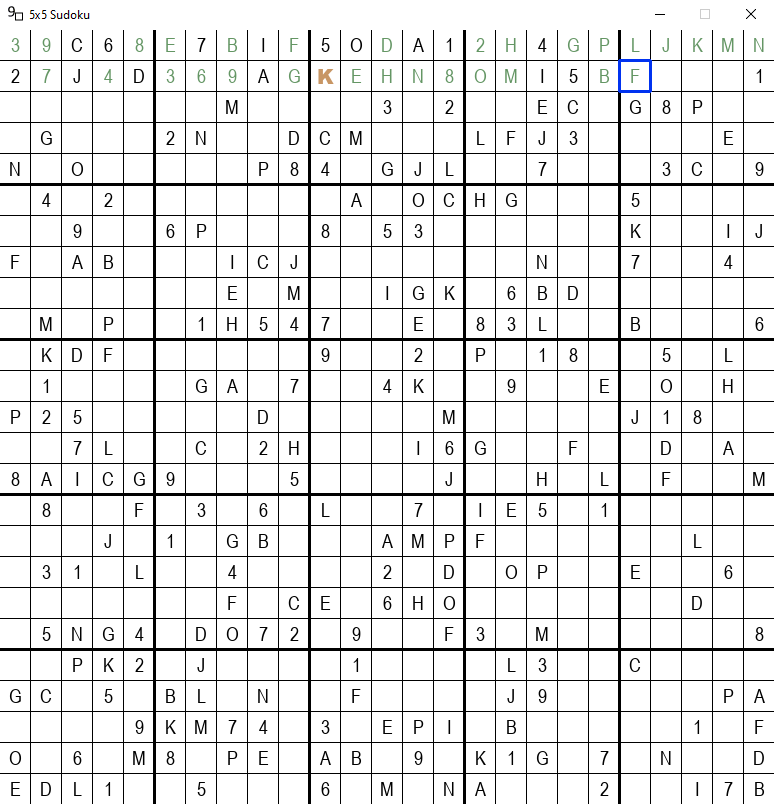 5x5 Sudoku
3 9 C 6 8 E 7 B I F 5 O D A 1 2 H 4 G P L J K M N
2 7 J 4 D 3 6 9 A G K E H N 8 O M I 5 B F 1
M 3 2 E C G 8 P
G 2 N D C M L F J 3 E
N O P 8 4 G J L 7 3 C 9
4 2 A O C H G 5
9 6 P 8 5 3 K I J
F A B I C J N 7 4
E M I G K 6 B D
M P 1 H 5 4 7 E 8 3 L B 6
K D F 9 2 P 1 8 5 L
1 G A 7 4 K 9 E O H
P 2 5 D M J 1 8
7 L C 2 H I 6 G F D A
8 A I C G 9 5 J H L F M
8 F 3 6 L 7 I E 5 1
J 1 G B A M P F L
3 1 L 4 2 D O P E 6
F C E 6 H O D
5 N G 4 D O 7 2 9 F 3 M 8
P K 2 J 1 L 3 C
G C 5 B L N F J 9 P A
9 K M 7 4 3 E P I B 1 F
O 6 M 8 P E A B 9 K 1 G 7 N D
E D L 1 5 6 M N A 2 I 7 B